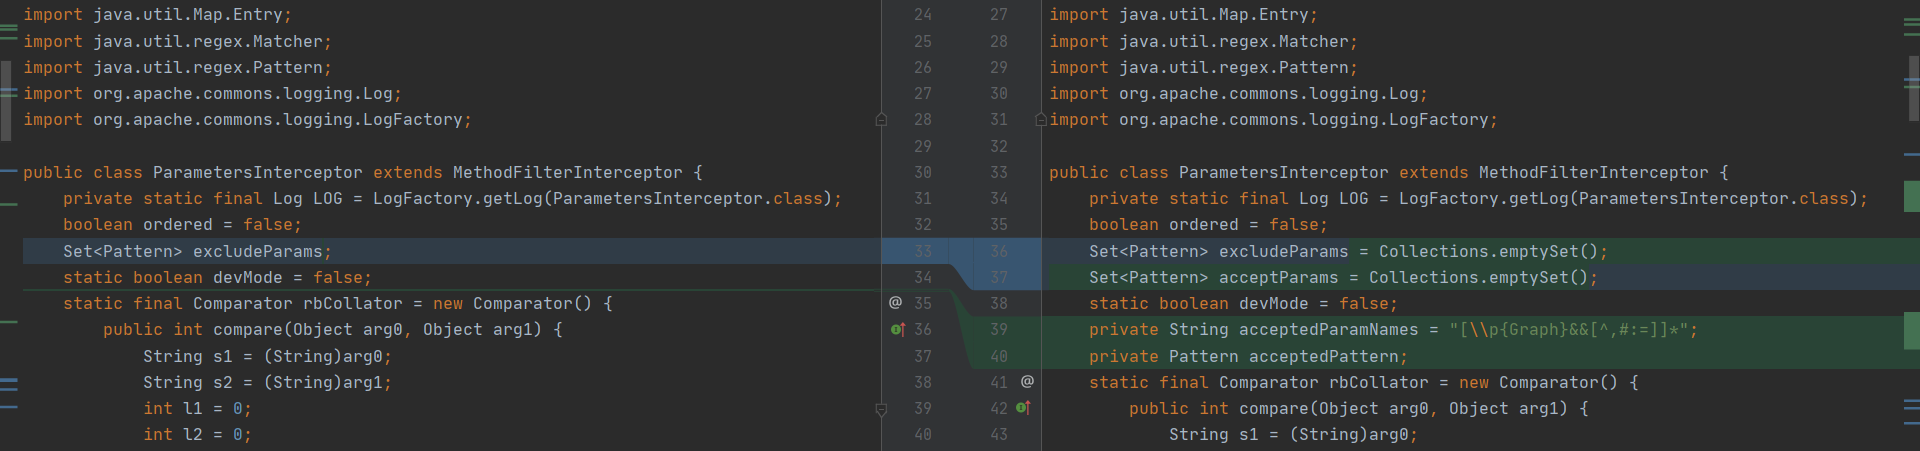 import java.util.Map.Entry;
import java.util.regex.Matcher;
import java.util.regex.Pattern;
import org.apache.commons.logging.Log;
import org.apache.commons.logging.LogFactory;
public class ParametersInterceptor extends MethodFilterInterceptor {
private static final Log LOG = LogFactory.getLog(ParametersInterceptor.class);
boolean ordered = false;
Set<Pattern> excludeParams;
static boolean devMode = false;
static final Comparator rbCollator = new Comparator() {
public int compare(Object arg0, Object arg1) {
String s1 = (String)arg0;
String s2 = (String)arg1;
int l1 = 0;
int l2 = 0;
24 27
25 28
26 29
27 30
28 31
29 32
30 33
31 34
32 35
33 36
34 37
@ 35 38
36 39
37 40
38 41 @
39 42
40 43
import java.util.Map.Entry;
import java.util.regex.Matcher;
import java.util.regex.Pattern;
import org.apache.commons.logging.Log;
import org.apache.commons.logging.LogFactory;
public class ParametersInterceptor extends MethodFilterInterceptor {
private static final Log LOG = LogFactory.getLog(ParametersInterceptor.class);
boolean ordered = false;
Set<Pattern> excludeParams = Collections.emptySet();
Set<Pattern> acceptParams = Collections.emptySet();
static boolean devMode = false;
private String acceptedParamNames = "[\\p{Graph}&&[^,#:=]]*";
private Pattern acceptedPattern;
static final Comparator rbCollator = new Comparator() {
public int compare(Object arg0, Object arg1) {
String s1 = (String)arg0;